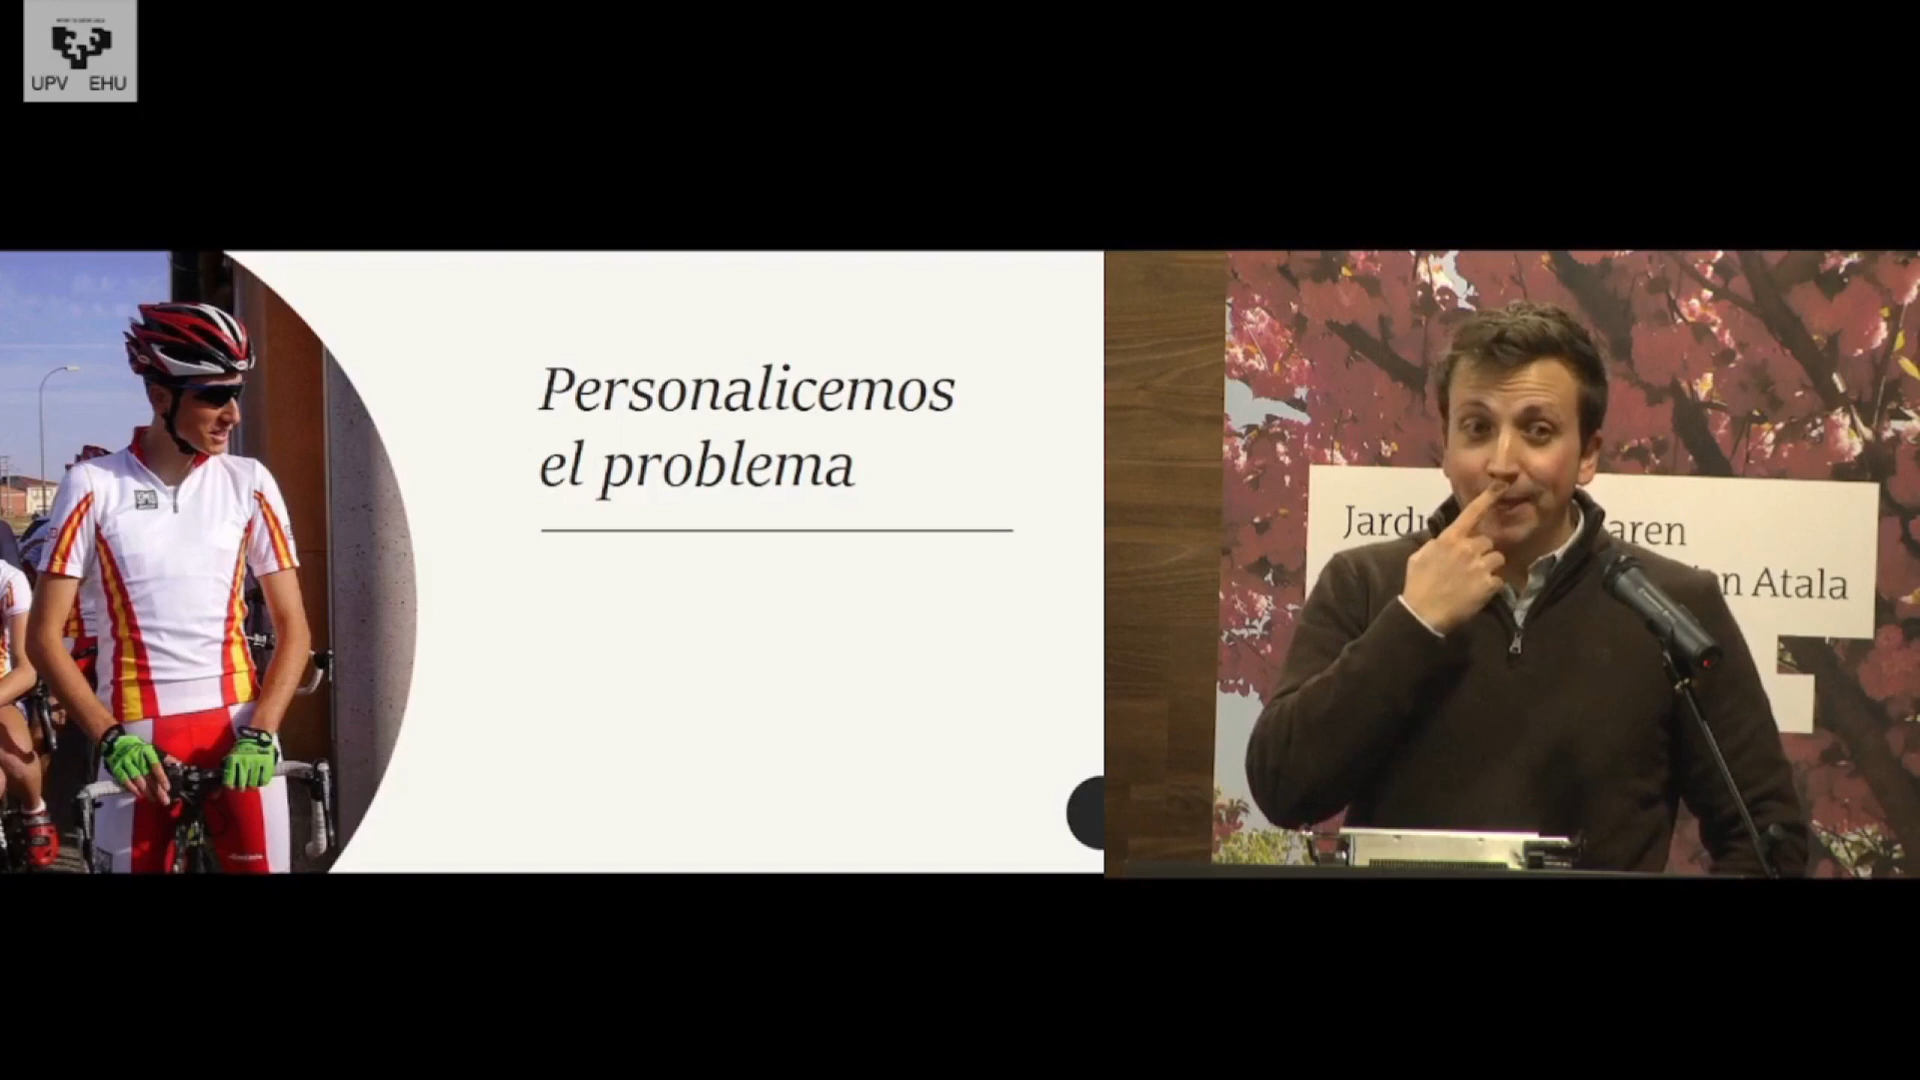 UPV EHU
Personalicemos
el problema
Jardu
aren
n Atala